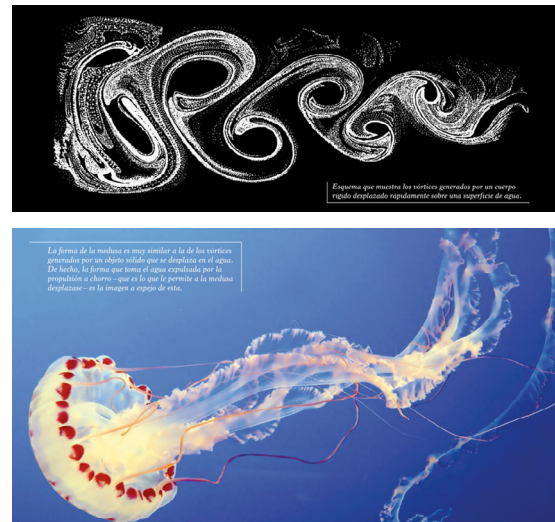 Esquema que muestra los vórtices generados por un cuerpo
rígido desplazado rápidamente sobre una superficie de agua.
La forma de la medusa es muy similar a la de los vórtices
generados por un objeto sólido que se desplaza en el agua.
De hecho, la forma que toma el agua expulsada por la
propulsión a chorro –que es lo que le permite a la medusa
desplazase– es la imagen a espejo de esta.